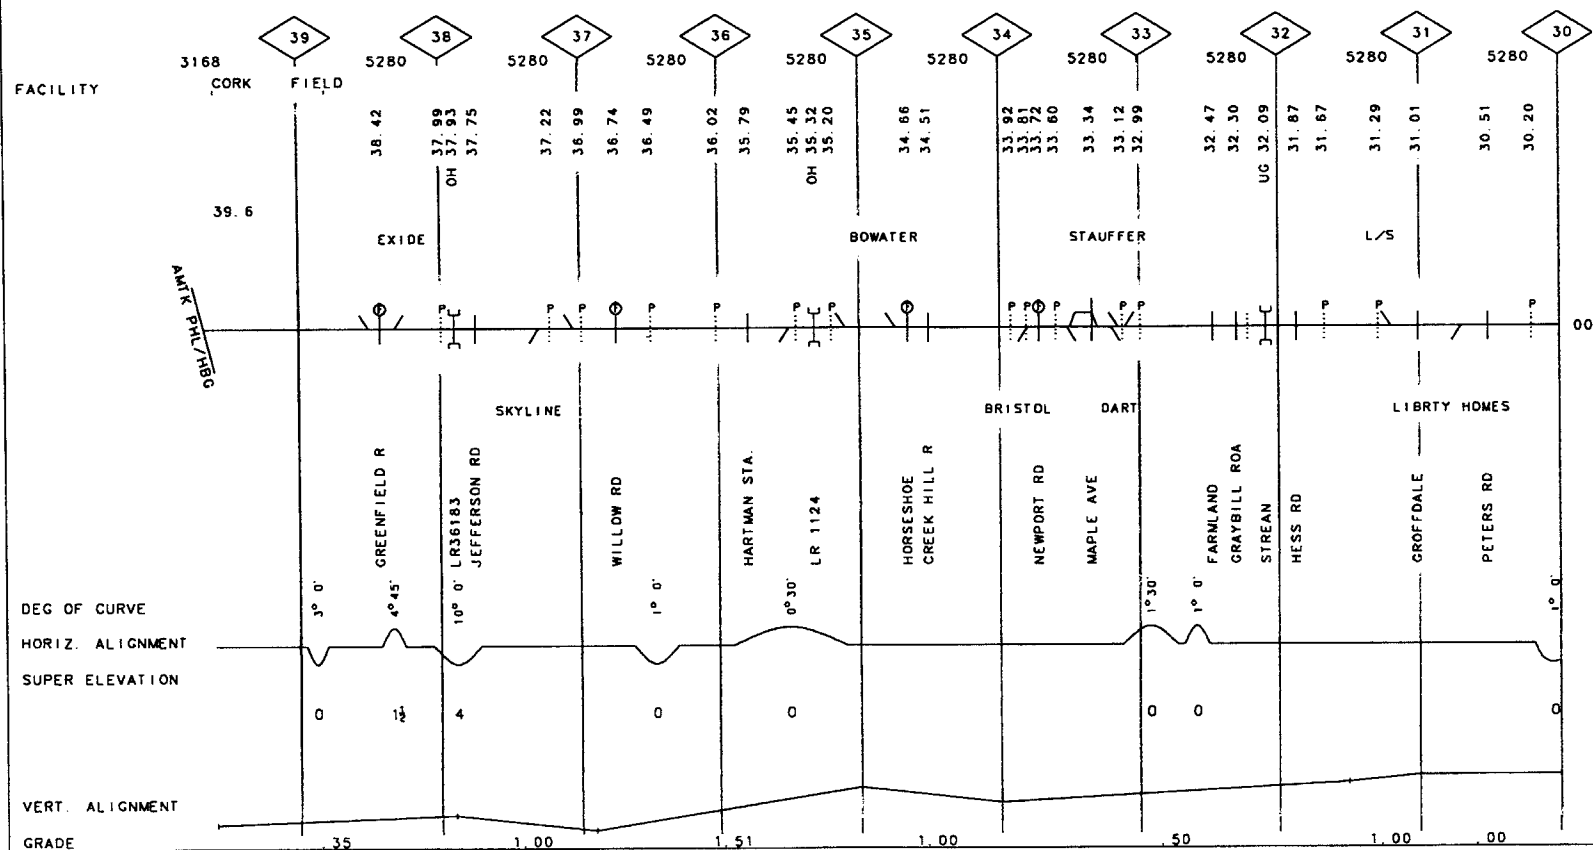 39 38 37 36 35 34 33 32 31 30
3168 5280 5280 5280 5280 5280 5280 5280 5280 5280
FACILITY CORK FIELD
38.42
37.99
OH 37.93
37.75
37.22
36.99
36.74
36.49
36.02
35.79
35.45
OH 35.32
35.20
34.66
34.51
33.92
33.81
33.72
33.60
33.34
33.12
32.99
32.47
32.30
UG 32.09
31.87
31.67
31.29
31.01
30.51
30.20
39.6
EXIDE BOWATER STAUFFER L/S
AMTK PHL/HBG
P P P P P P P P P P P P P P P
00
SKYLINE BRISTOL DART LIBRTY HOMES
GREENFIELD R
LR36183
JEFFERSON RD
WILLOW RD
HARTMAN STA.
LR 1124
HORSESHOE
CREEK HILL R
NEWPORT RD
MAPLE AVE
FARMLAND
GRAYBILL ROA
STREAN
HESS RD
GROFFDALE
PETERS RD
DEG OF CURVE 3° 0' 4°45' 10° 0' 1° 0' 0°30' 1°30' 1° 0' 1° 0'
HORIZ. ALIGNMENT
SUPER ELEVATION
0 1½ 4 0 0 0 0 0
VERT. ALIGNMENT
GRADE .35 1.00 1.51 1.00 .50 1.00 .00